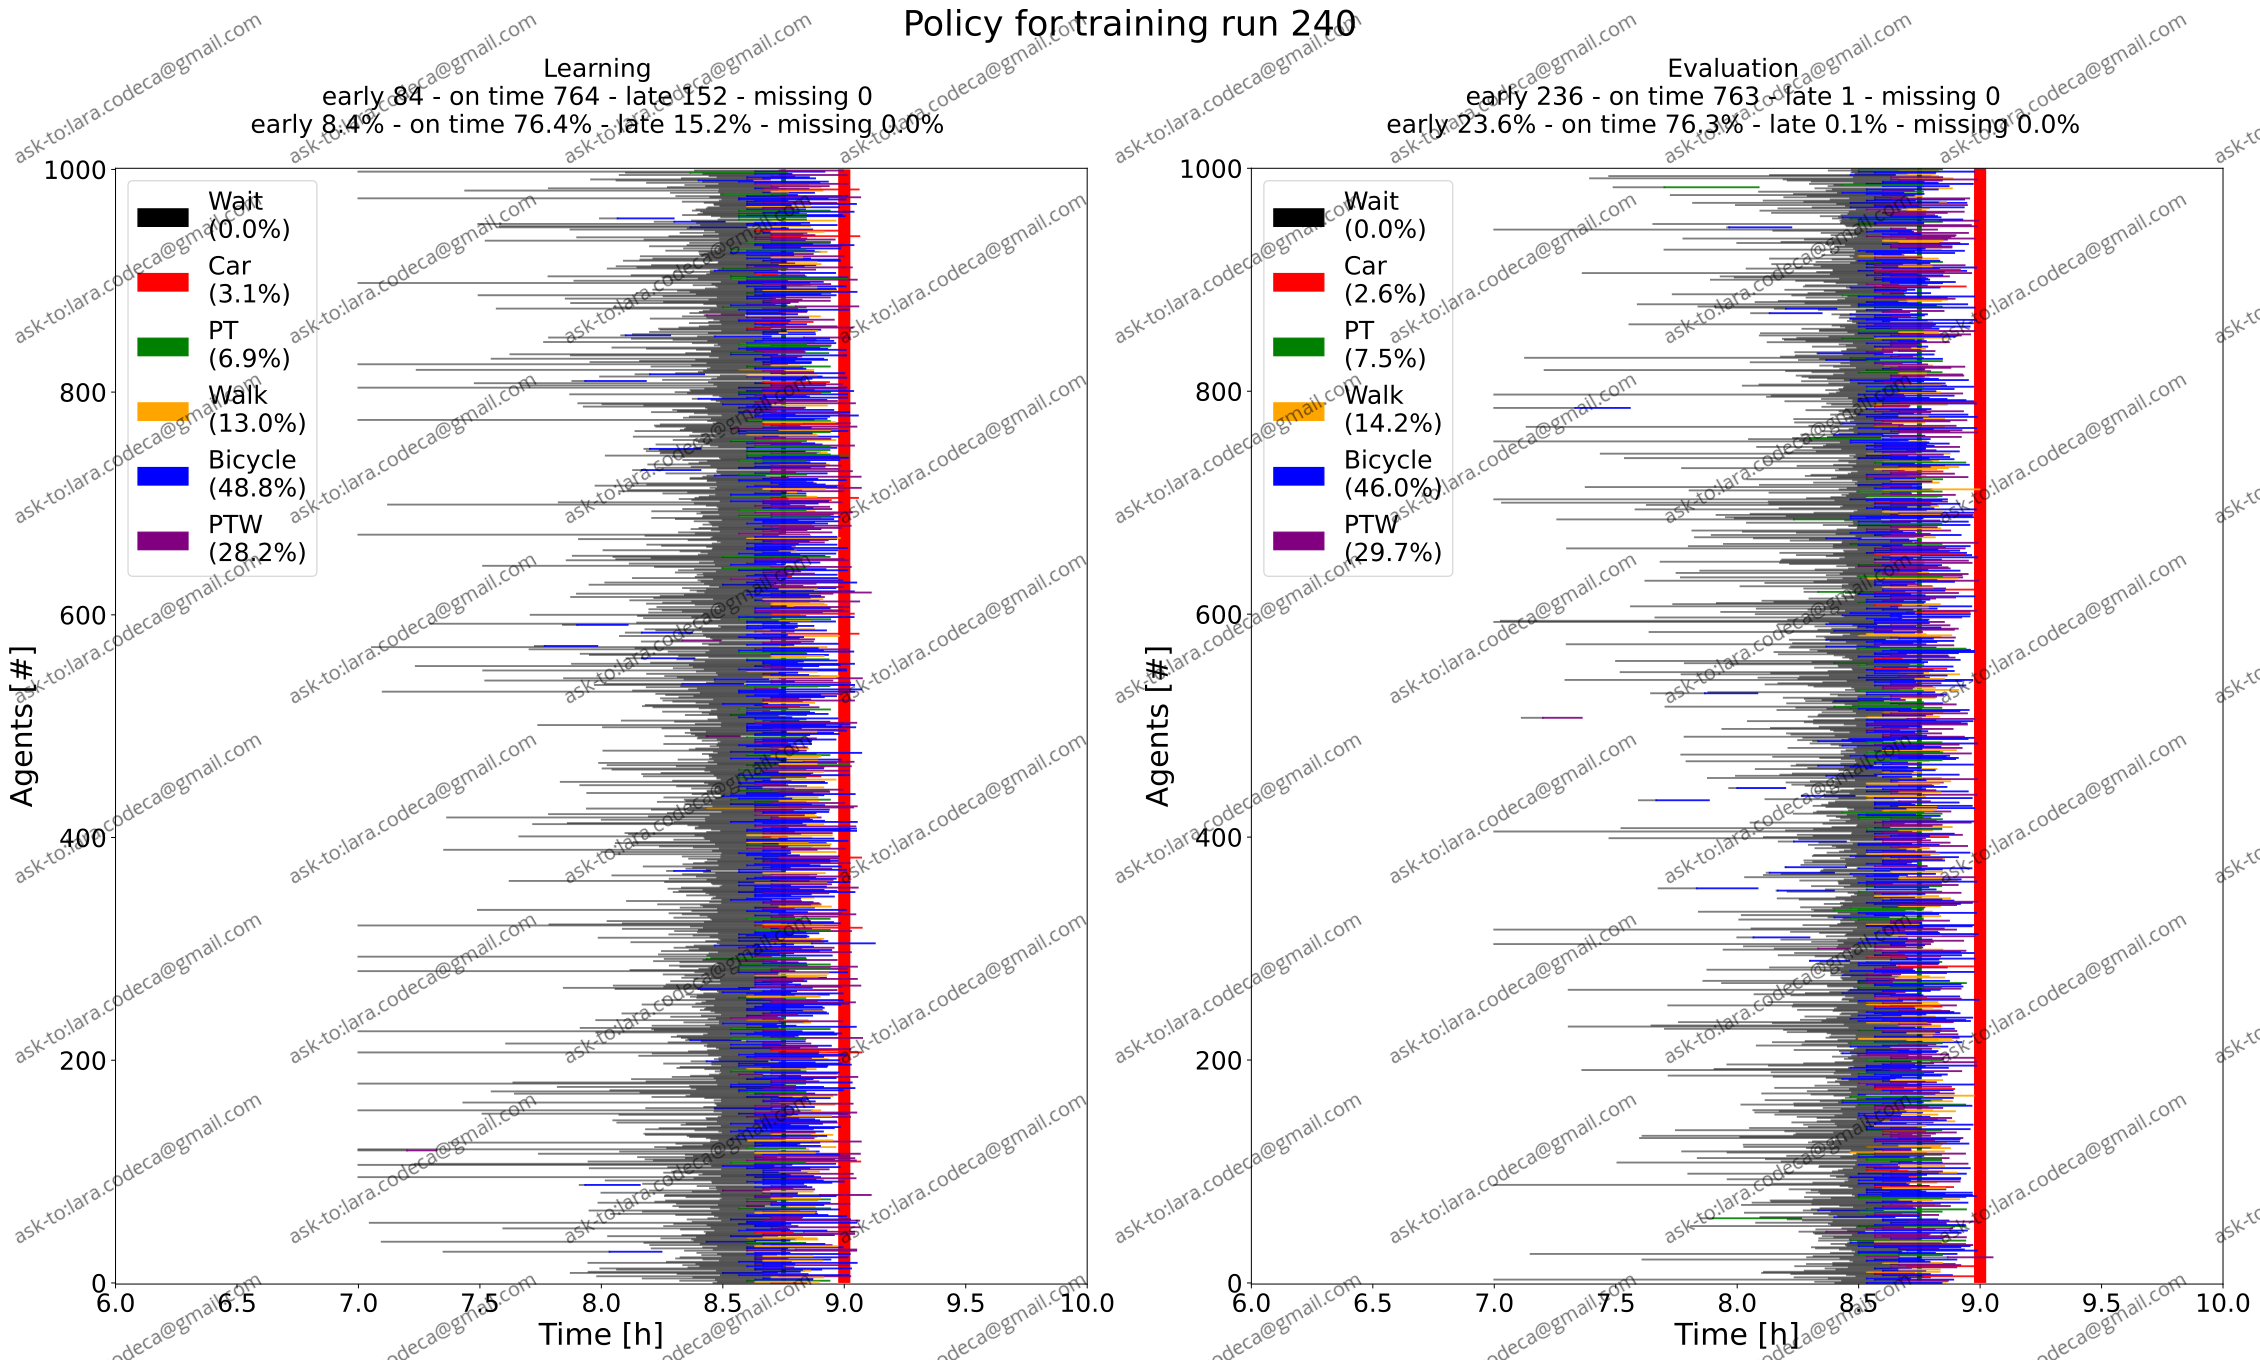 Policy for training run 240
Learning
early 84 - on time 764 - late 152 - missing 0
early 8.4% - on time 76.4% - late 15.2% - missing 0.0%
1000
800
600
400
200
0
Agents [#]
Wait
(0.0%)
Car
(3.1%)
PT
(6.9%)
Walk
(13.0%)
Bicycle
(48.8%)
PTW
(28.2%)
6.0 6.5 7.0 7.5 8.0 8.5 9.0 9.5 10.0
Time [h]
Evaluation
early 236 - on time 763 - late 1 - missing 0
early 23.6% - on time 76.3% - late 0.1% - missing 0.0%
1000
800
600
400
200
0
Agents [#]
Wait
(0.0%)
Car
(2.6%)
PT
(7.5%)
Walk
(14.2%)
Bicycle
(46.0%)
PTW
(29.7%)
6.0 6.5 7.0 7.5 8.0 8.5 9.0 9.5 10.0
Time [h]
ask-to:lara.codeca@gmail.com